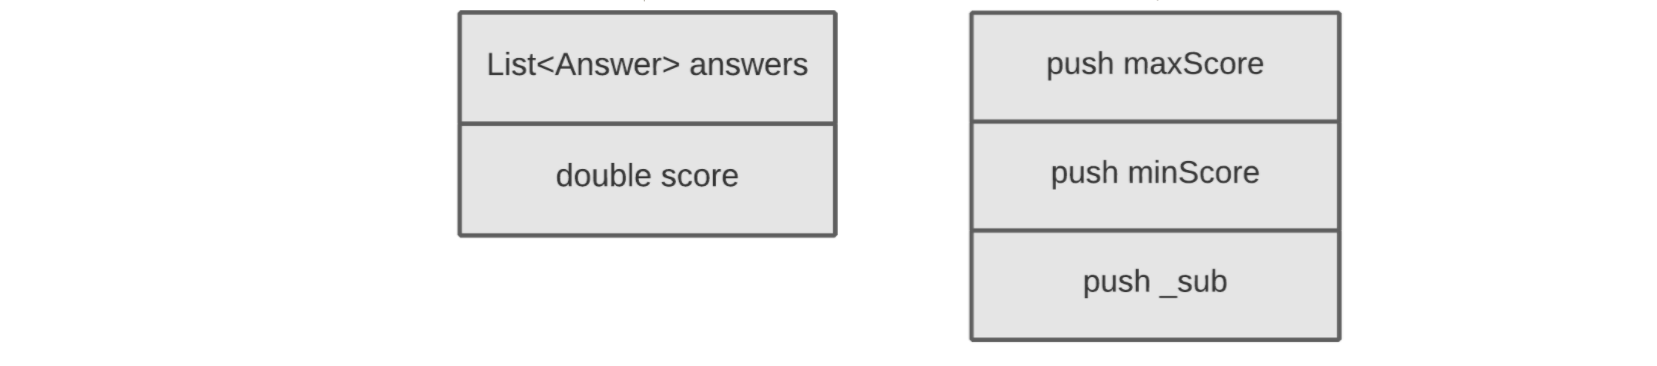 List<Answer> answers
double score
push maxScore
push minScore
push _sub